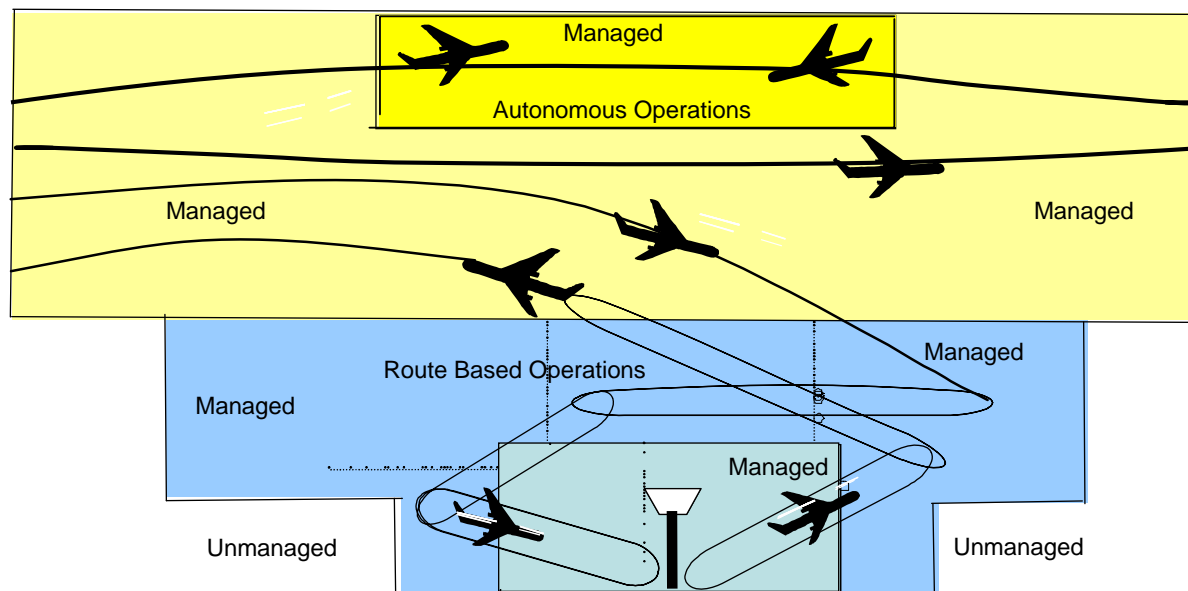 Managed
Autonomous Operations
Managed
Managed
Managed
Route Based Operations
Managed
Managed
Unmanaged
Unmanaged